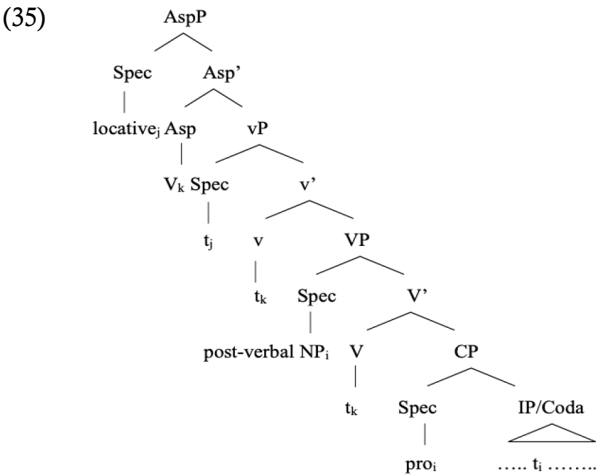 (35) AspP
Spec Asp’
locativej Asp vP
Vk Spec v’
tj v VP
tk Spec V’
post-verbal NPi V CP
tk Spec IP/Coda
proi ..... ti ........